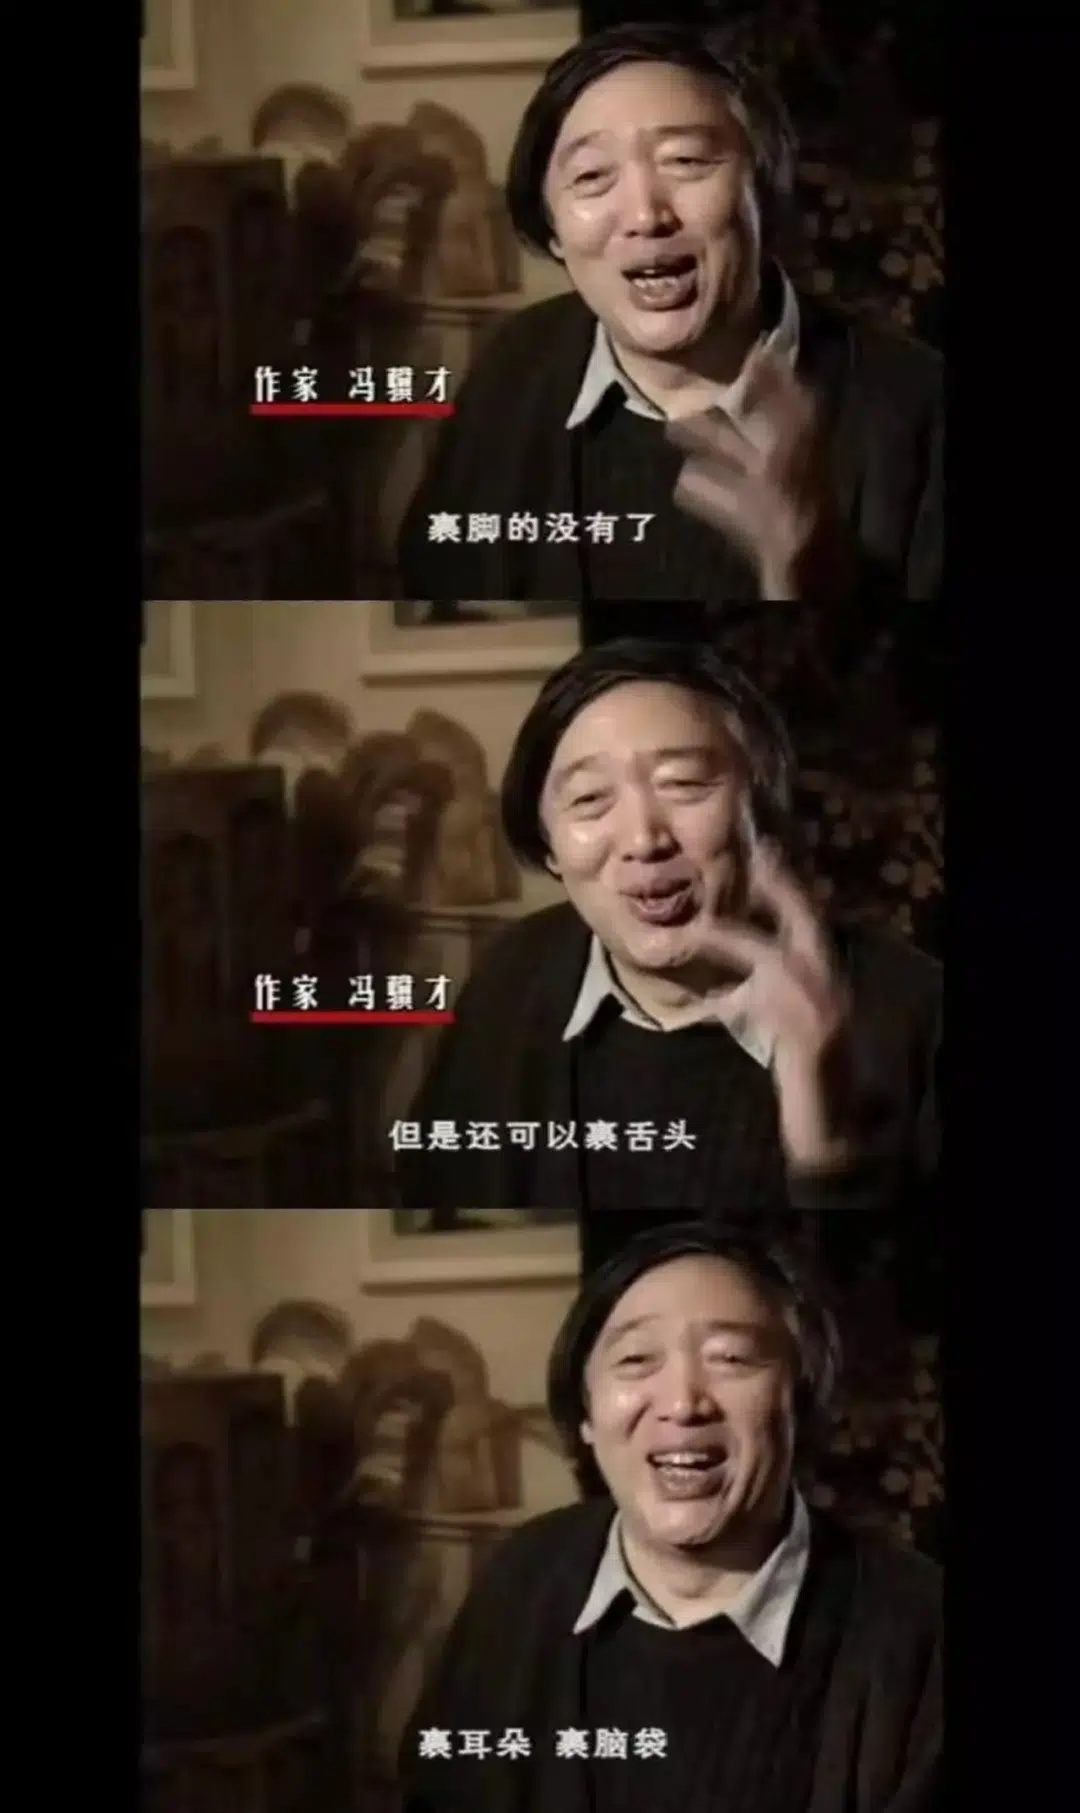 作家 冯骥才
裹脚的没有了
作家 冯骥才
但是还可以裹舌头
裹耳朵 裹脑袋